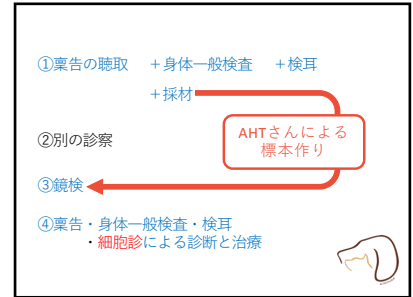 ①稟告の聴取　＋身体一般検査　＋検耳
＋採材
AHTさんによる
標本作り
②別の診察
③鏡検
④稟告・身体一般検査・検耳
・細胞診による診断と治療